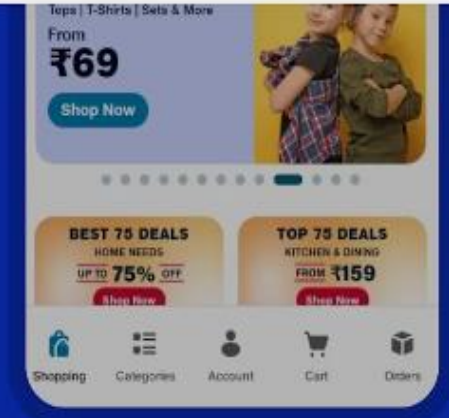 Tops | T-Shirts | Sets & More
From
₹69
Shop Now
BEST 75 DEALS
HOME NEEDS
UP TO 75% OFF
Shop Now
TOP 75 DEALS
KITCHEN & DINING
FROM ₹159
Shop Now
Shopping
Categories
Account
Cart
Orders